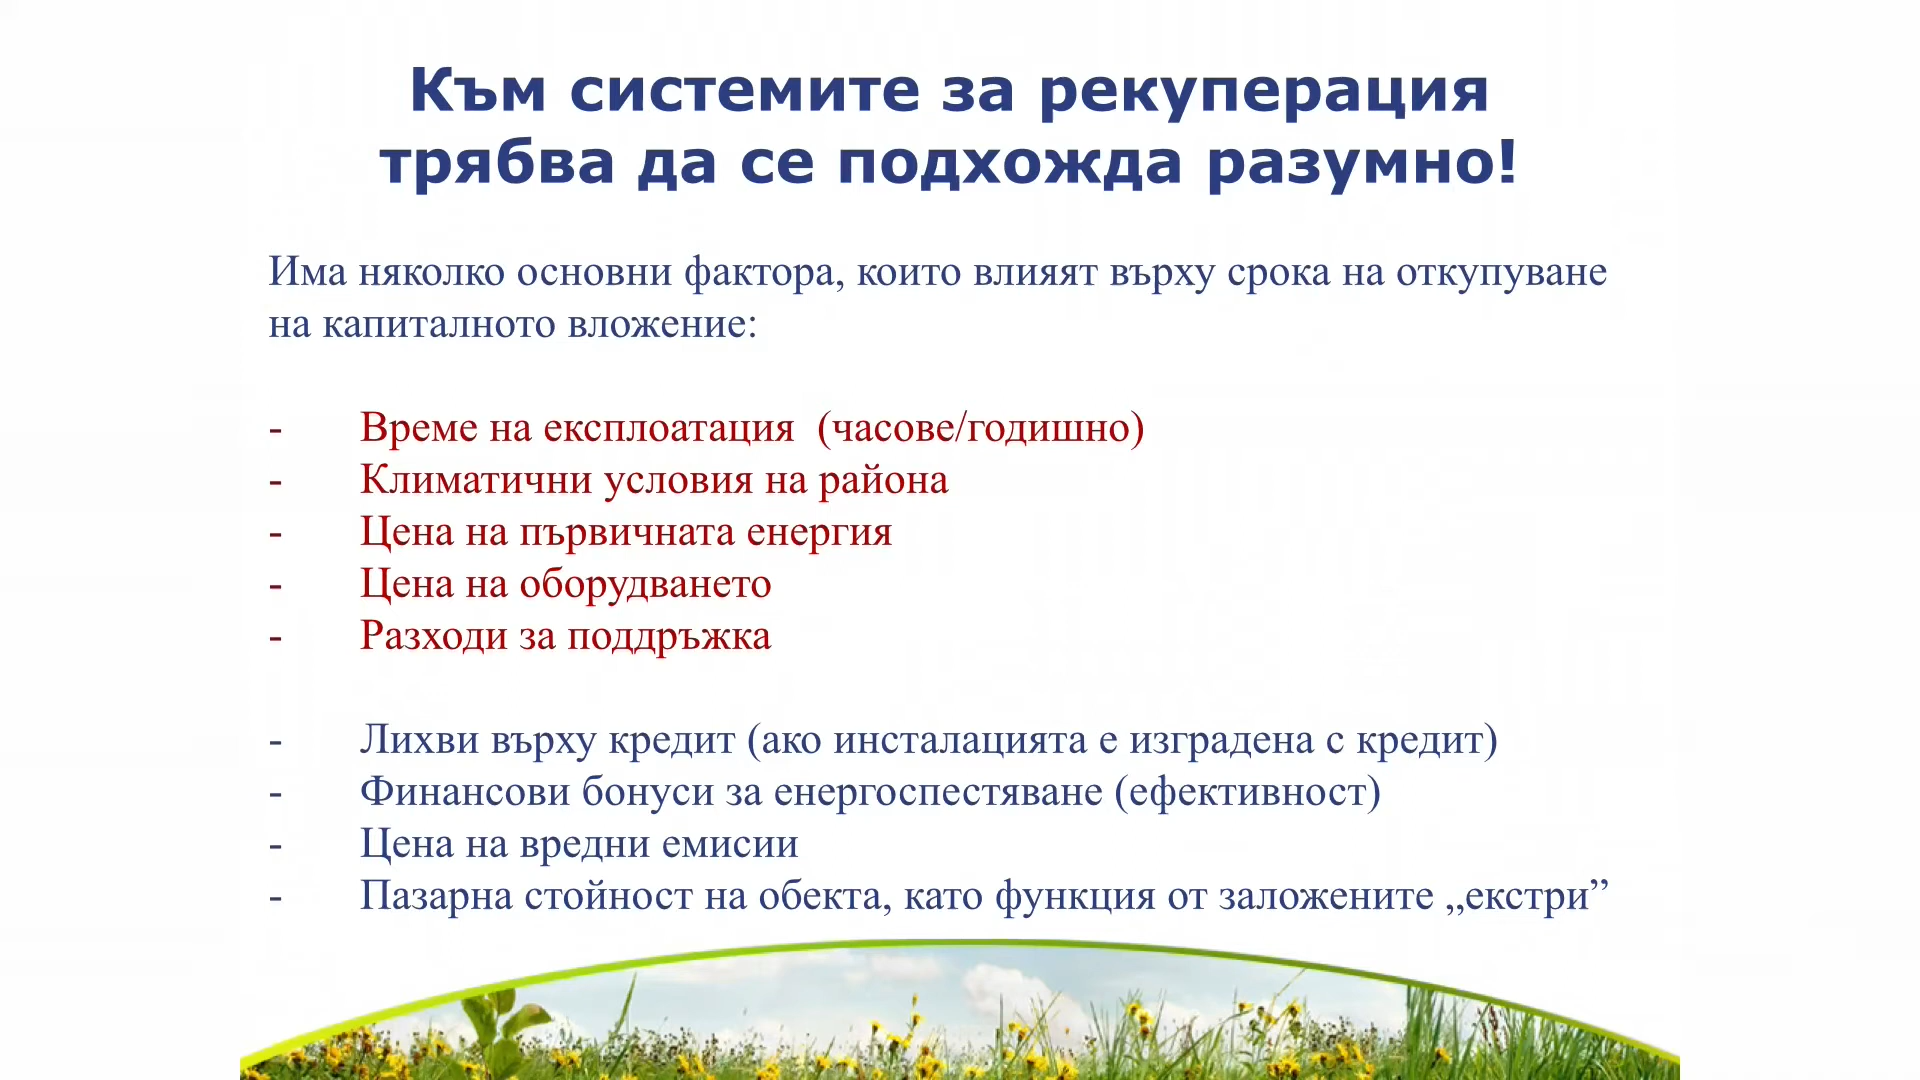 Към системите за рекуперация
трябва да се подхожда разумно!
Има няколко основни фактора, които влияят върху срока на откупуване
на капиталното вложение:
- Време на експлоатация  (часове/годишно)
- Климатични условия на района
- Цена на първичната енергия
- Цена на оборудването
- Разходи за поддръжка
- Лихви върху кредит (ако инсталацията е изградена с кредит)
- Финансови бонуси за енергоспестяване (ефективност)
- Цена на вредни емисии
- Пазарна стойност на обекта, като функция от заложените „екстри”